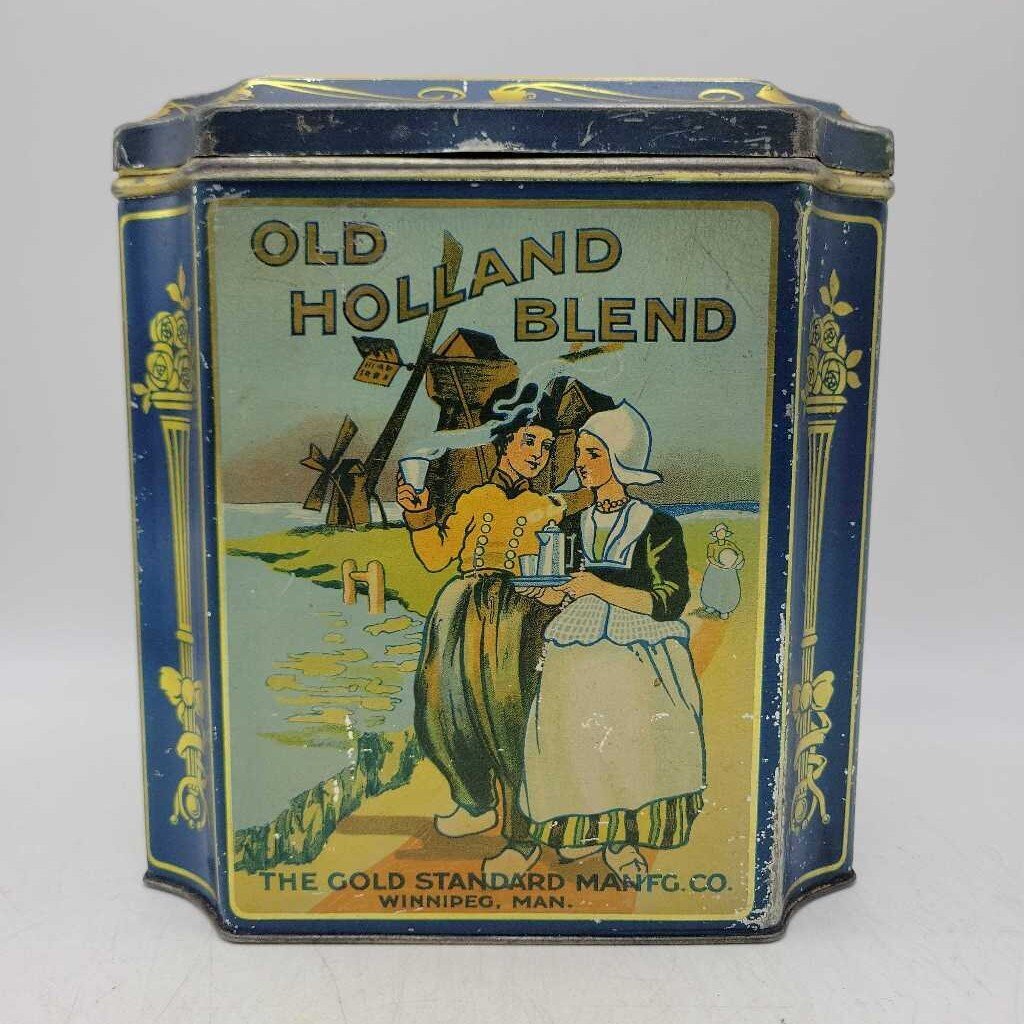 OLD
HOLLAND
BLEND
THE GOLD STANDARD MANFG. CO.
WINNIPEG, MAN.